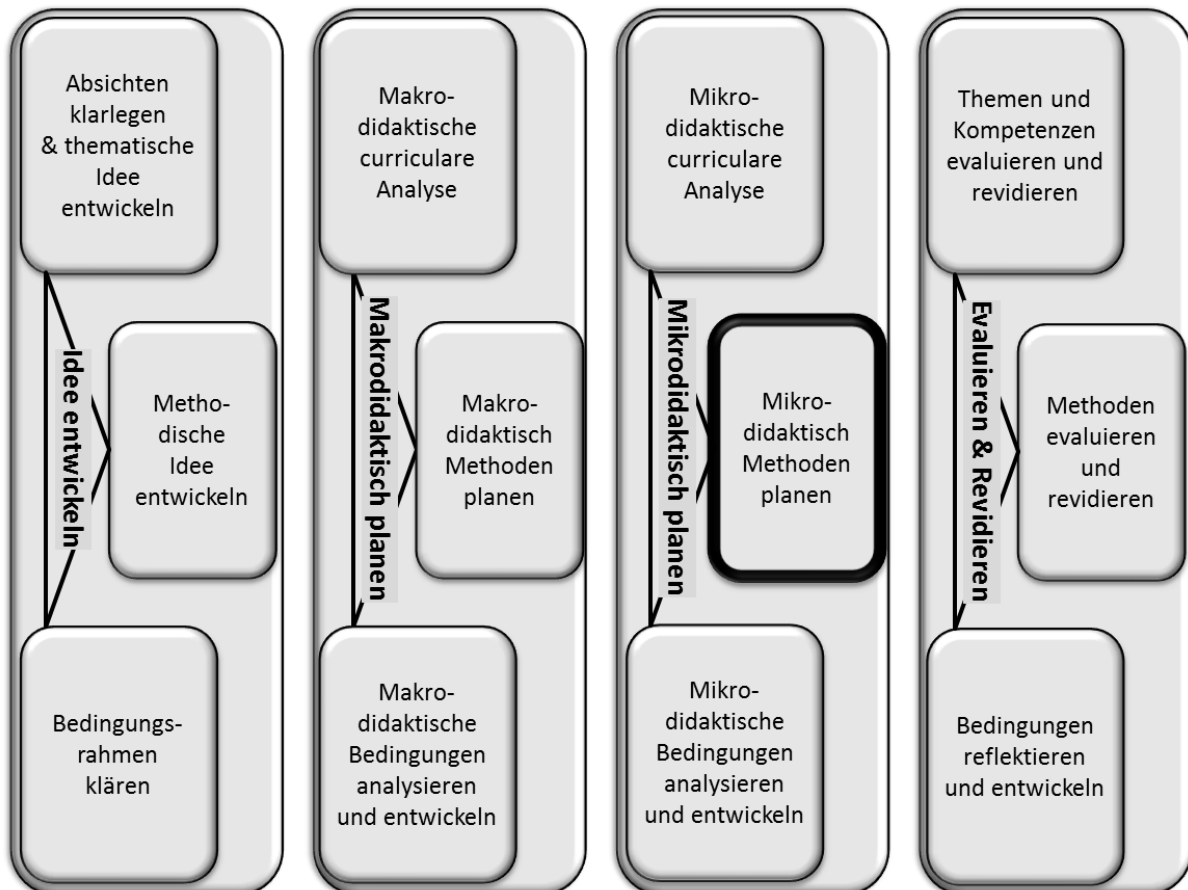 Absichten
klarlegen
& thematische
Idee
entwickeln
Idee entwickeln
Metho-
dische
Idee
entwickeln
Bedingungs-
rahmen
klären
Makro-
didaktische
curriculare
Analyse
Makrodidaktisch planen
Makro-
didaktisch
Methoden
planen
Makro-
didaktische
Bedingungen
analysieren
und entwickeln
Mikro-
didaktische
curriculare
Analyse
Mikrodidaktisch planen
Mikro-
didaktisch
Methoden
planen
Mikro-
didaktische
Bedingungen
analysieren
und entwickeln
Themen und
Kompetenzen
evaluieren und
revidieren
Evaluieren & Revidieren
Methoden
evaluieren
und
revidieren
Bedingungen
reflektieren
und entwickeln